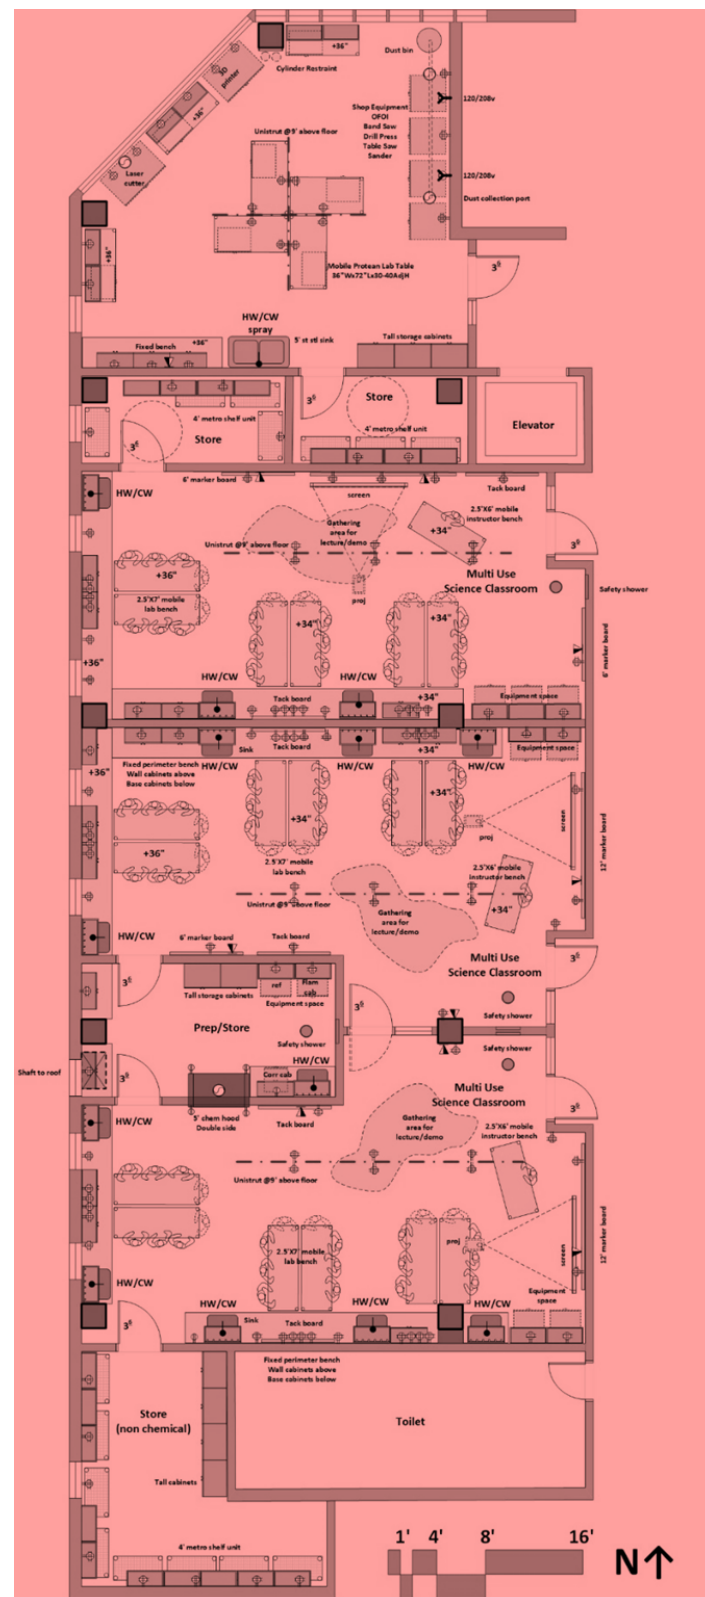 +36"
Dust bin
3D
printer
Cylinder Restraint
+36"
120/208v
Shop Equipment
OFOI
Band Saw
Drill Press
Table Saw
Sander
Unistrut @9' above floor
Laser
cutter
120/208v
Dust collection port
+36"
3⁰
Mobile Protean Lab Table
36"Wx72"Lx30-40AdjH
HW/CW
spray
Fixed bench
+36"
5' st stl sink
Tall storage cabinets
3⁰
Store
4' metro shelf unit
4' metro shelf unit
Elevator
3⁰
Store
6' marker board
HW/CW
screen
Tack board
2.5'X6' mobile
instructor bench
Gathering
area for
lecture/demo
+34"
Unistrut @9' above floor
3⁰
+36"
Multi Use
Science Classroom
proj
Safety shower
2.5'X7' mobile
lab bench
+34"
+34"
6' marker board
+36"
HW/CW
HW/CW
Tack board
+34"
Equipment space
Sink
Tack board
+34"
Equipment space
Fixed perimeter bench
Wall cabinets above
Base cabinets below
HW/CW
HW/CW
HW/CW
+36"
+34"
+34"
proj
screen
12' marker board
+36"
2.5'X7' mobile
lab bench
2.5'X6' mobile
instructor bench
Unistrut @9' above floor
+34"
Gathering
area for
lecture/demo
HW/CW
6' marker board
Tack board
Multi Use
Science Classroom
3⁰
3⁰
Tall storage cabinets
ref
Flam
cab
Equipment space
3⁰
Safety shower
Prep/Store
Safety shower
Safety shower
HW/CW
Shaft to roof
3⁰
Corr cab
Multi Use
Science Classroom
3⁰
HW/CW
5' chem hood
Double side
Tack board
Gathering
area for
lecture/demo
2.5'X6' mobile
instructor bench
Unistrut @9' above floor
12' marker board
proj
screen
2.5'X7' mobile
lab bench
HW/CW
Equipment
space
HW/CW
HW/CW
HW/CW
3⁰
Sink
Tack board
Fixed perimeter bench
Wall cabinets above
Base cabinets below
Store
(non chemical)
Toilet
Tall cabinets
4' metro shelf unit
1' 4' 8' 16'
N